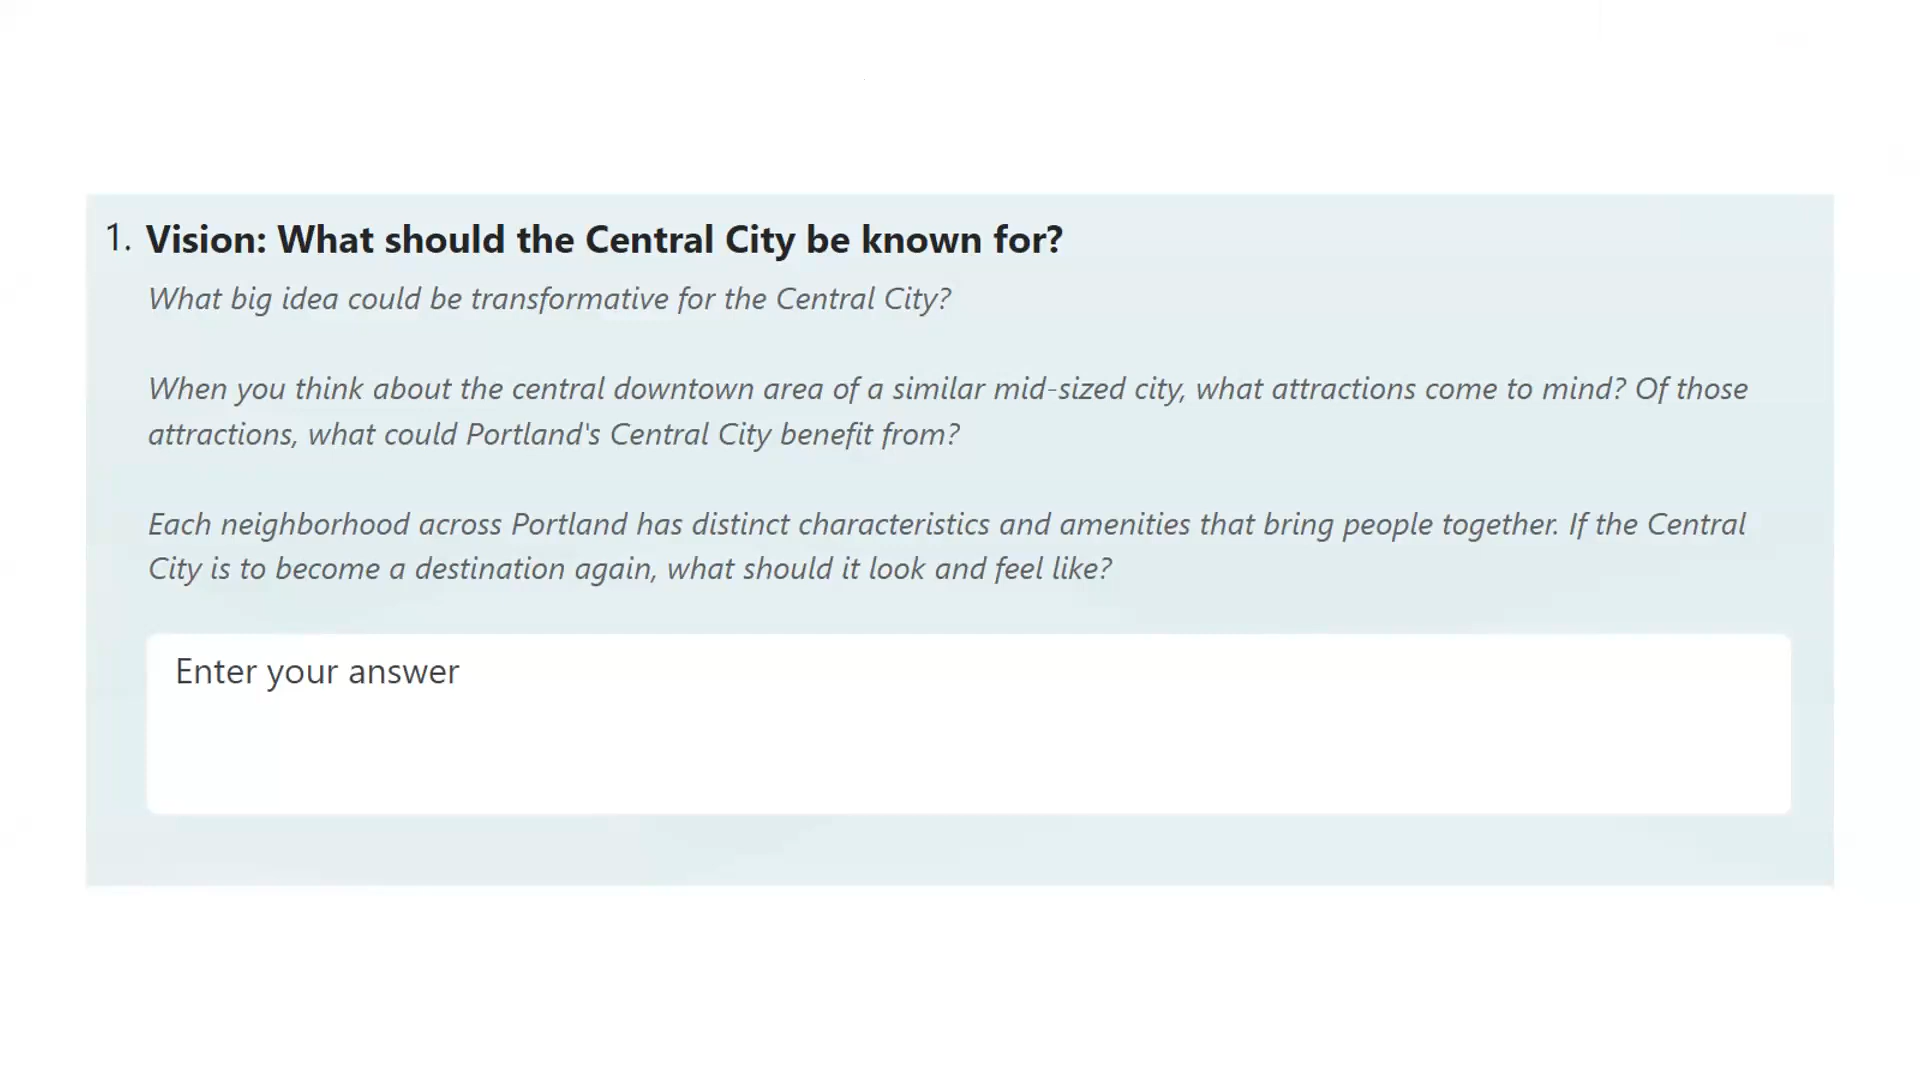 1. Vision: What should the Central City be known for?
What big idea could be transformative for the Central City?
When you think about the central downtown area of a similar mid-sized city, what attractions come to mind? Of those
attractions, what could Portland's Central City benefit from?
Each neighborhood across Portland has distinct characteristics and amenities that bring people together. If the Central
City is to become a destination again, what should it look and feel like?
Enter your answer